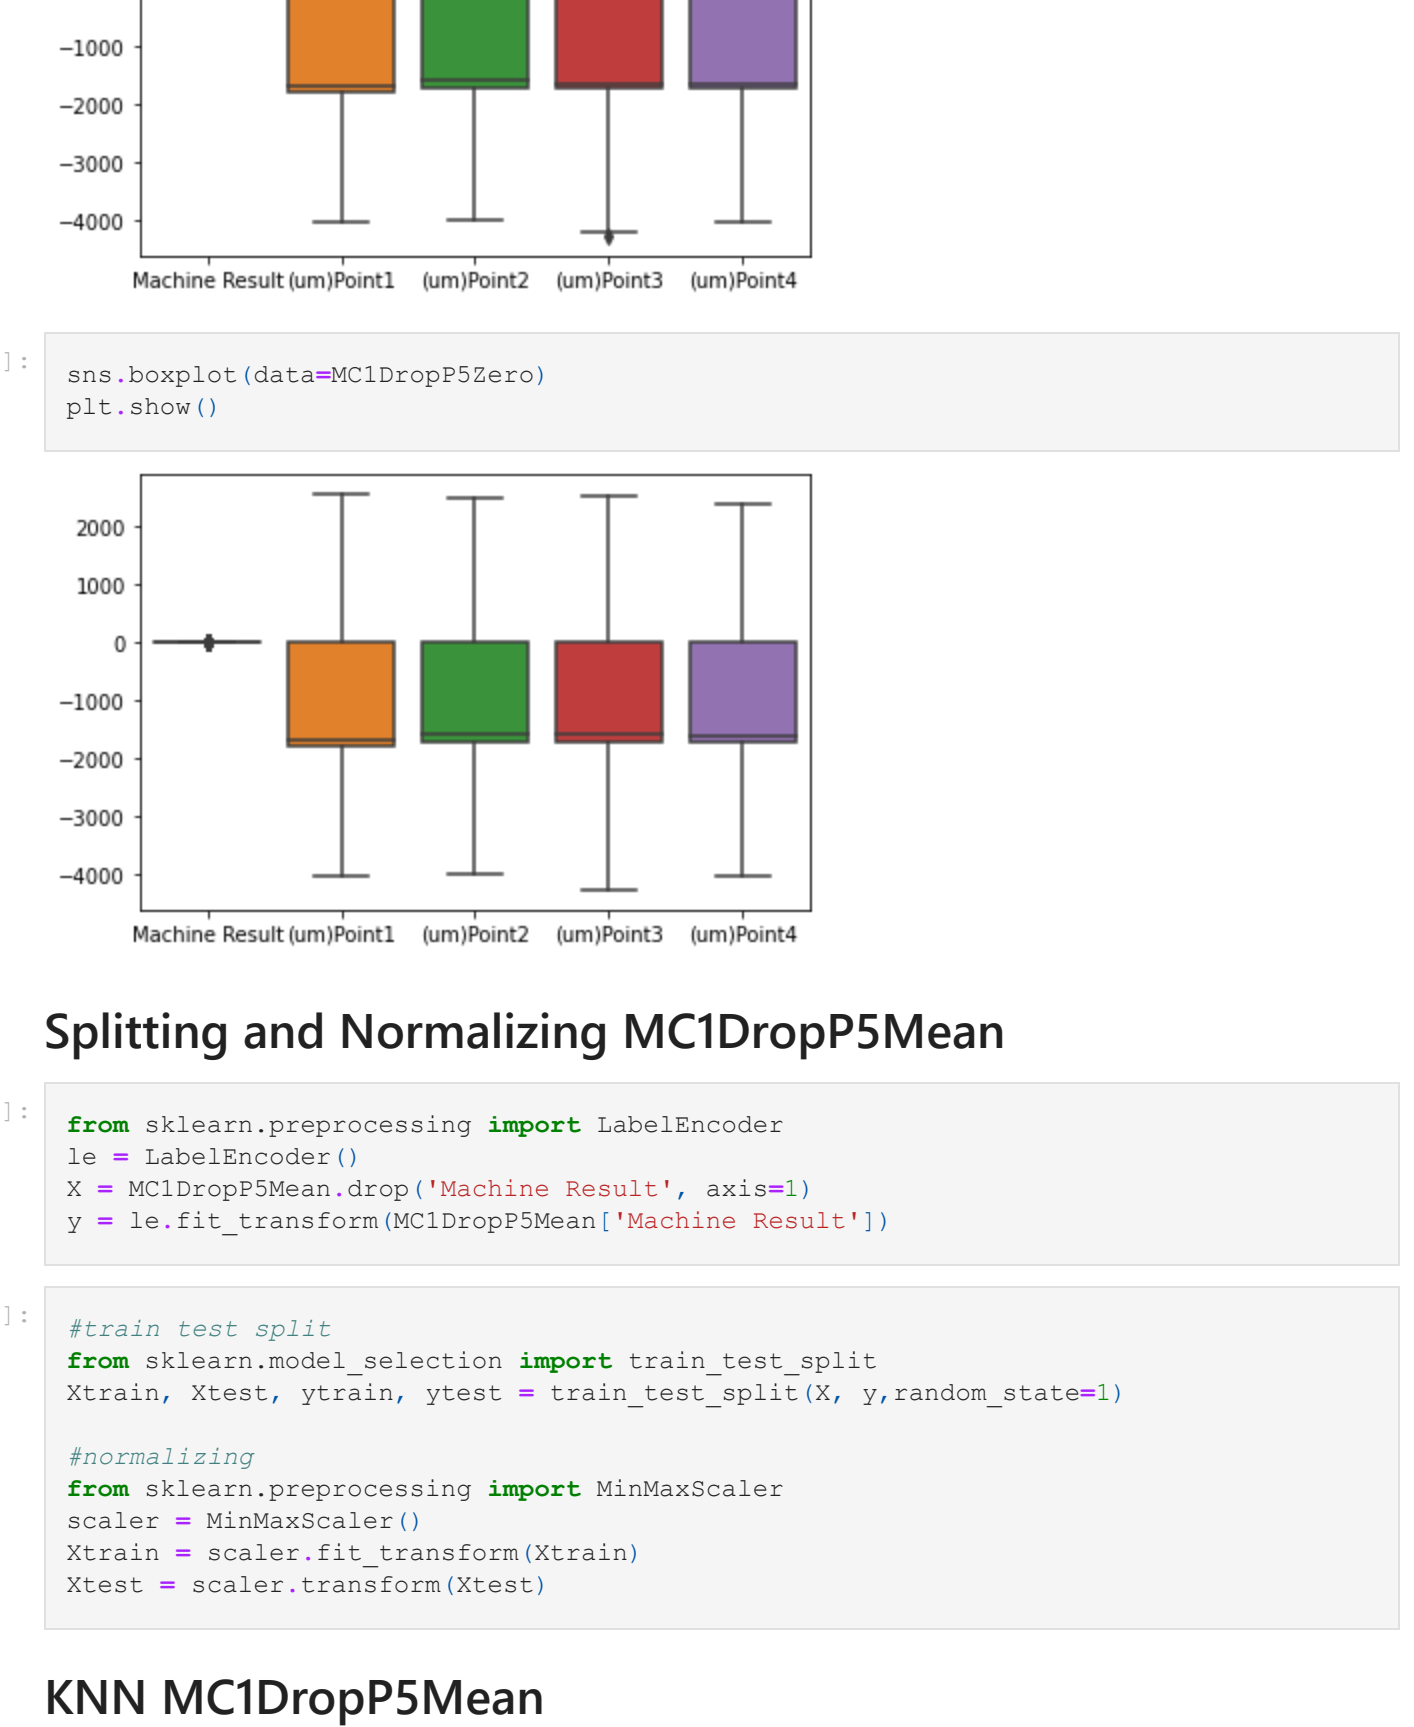 −1000
−2000
−3000
−4000
Machine Result (um)Point1 (um)Point2 (um)Point3 (um)Point4
]:
sns.boxplot(data=MC1DropP5Zero)
plt.show()
2000
1000
0
−1000
−2000
−3000
−4000
Machine Result (um)Point1 (um)Point2 (um)Point3 (um)Point4
Splitting and Normalizing MC1DropP5Mean
]:
from sklearn.preprocessing import LabelEncoder
le = LabelEncoder()
X = MC1DropP5Mean.drop('Machine Result', axis=1)
y = le.fit_transform(MC1DropP5Mean['Machine Result'])
]:
#train test split
from sklearn.model_selection import train_test_split
Xtrain, Xtest, ytrain, ytest = train_test_split(X, y,random_state=1)
#normalizing
from sklearn.preprocessing import MinMaxScaler
scaler = MinMaxScaler()
Xtrain = scaler.fit_transform(Xtrain)
Xtest = scaler.transform(Xtest)
KNN MC1DropP5Mean